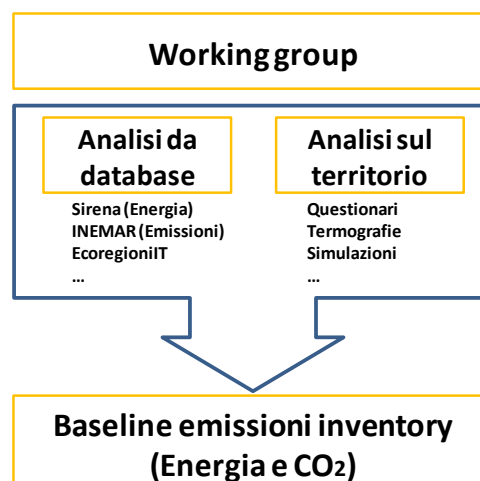 Working group
Analisi da
database
Sirena (Energia)
INEMAR (Emissioni)
EcoregioniIT
...
Analisi sul
territorio
Questionari
Termografie
Simulazioni
...
Baseline emissioni inventory
(Energia e CO2)